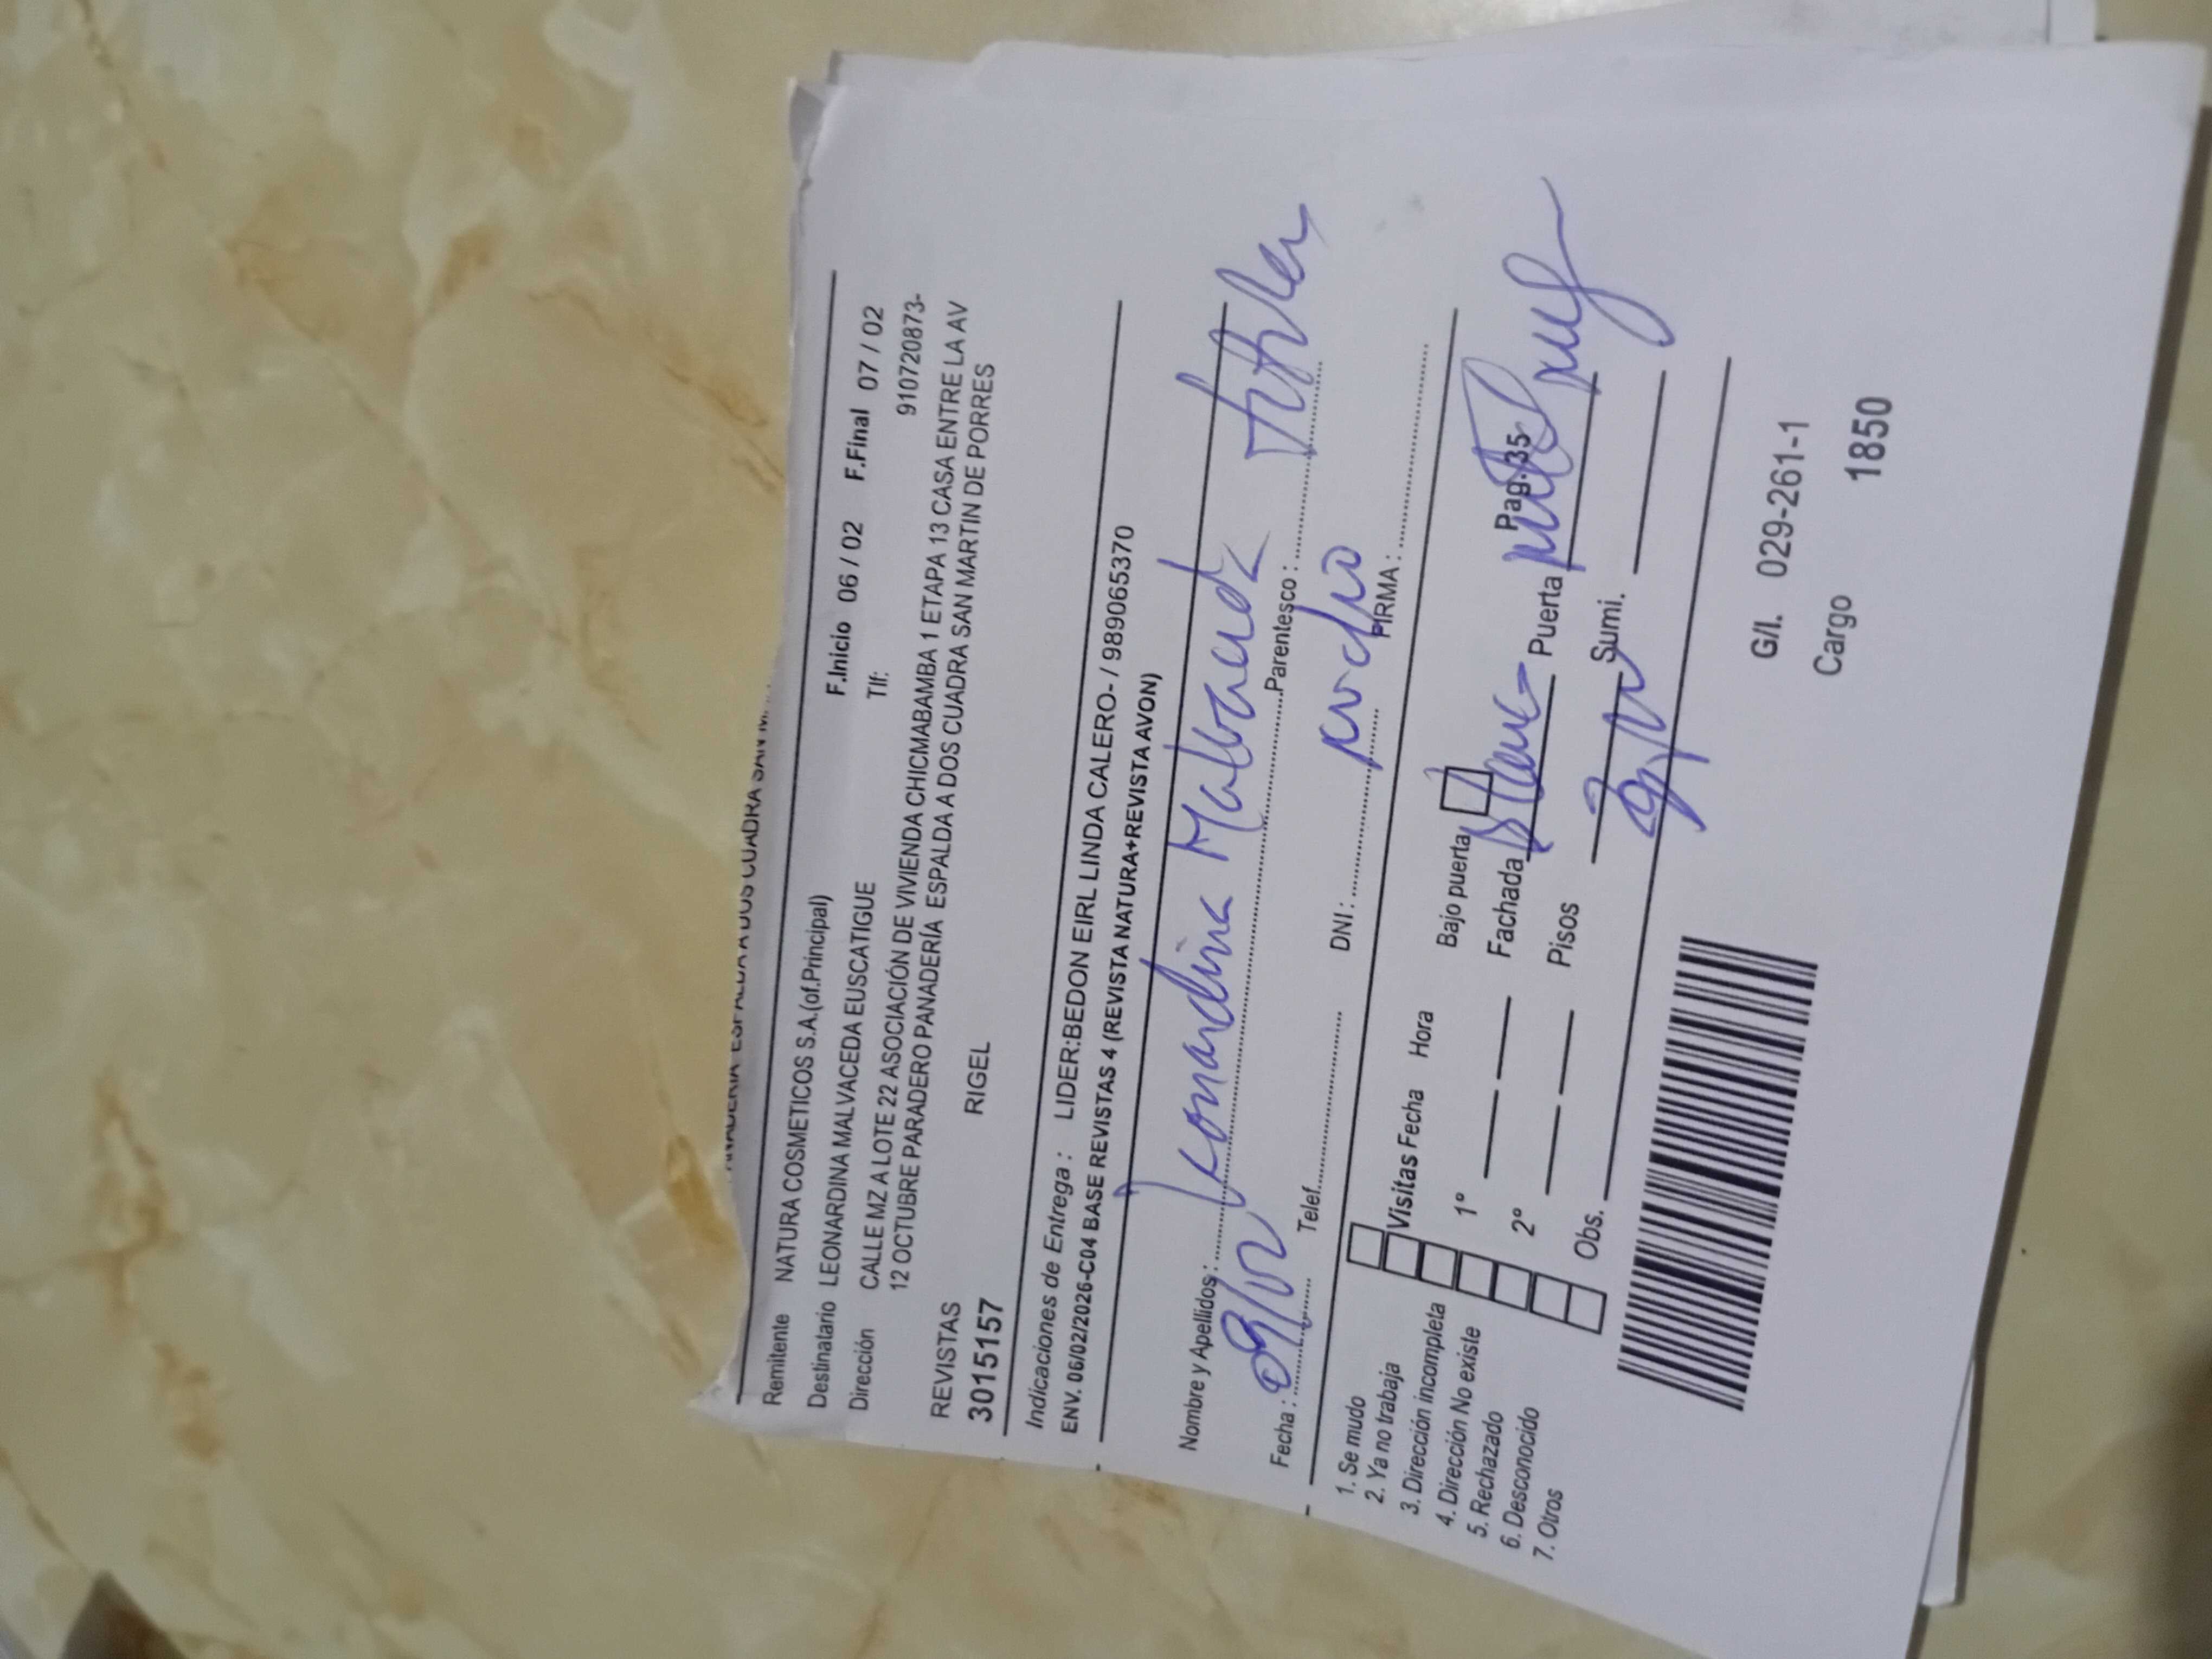 Remitente NATURA COSMETICOS S.A.(of.Principal)
F.Inicio 06 / 02 F.Final 07 / 02
Destinatario LEONARDINA MALVACEDA EUSCATIGUE
Tlf: 910720873-
Dirección CALLE MZ A LOTE 22 ASOCIACIÓN DE VIVIENDA CHICMABAMBA 1 ETAPA 13 CASA ENTRE LA AV
12 OCTUBRE PARADERO PANADERÍA ESPALDA A DOS CUADRA SAN MARTIN DE PORRES
REVISTAS
3015157 RIGEL
Indicaciones de Entrega : LIDER:BEDON EIRL LINDA CALERO- / 989065370
ENV. 06/02/2026-C04 BASE REVISTAS 4 (REVISTA NATURA+REVISTA AVON)
Nombre y Apellidos : Leonardina
Fecha : 09/02 Parentesco : Titular
Telef. DNI : FIRMA :
1. Se mudo
2. Ya no trabaja
3. Dirección incompleta
4. Dirección No existe
5. Rechazado
6. Desconocido
7. Otros
Visitas Fecha Hora
1°
2°
Obs.
Bajo puerta
Fachada Puerta Pag.:35
Pisos Sumi.
G/I. 029-261-1
Cargo
1850